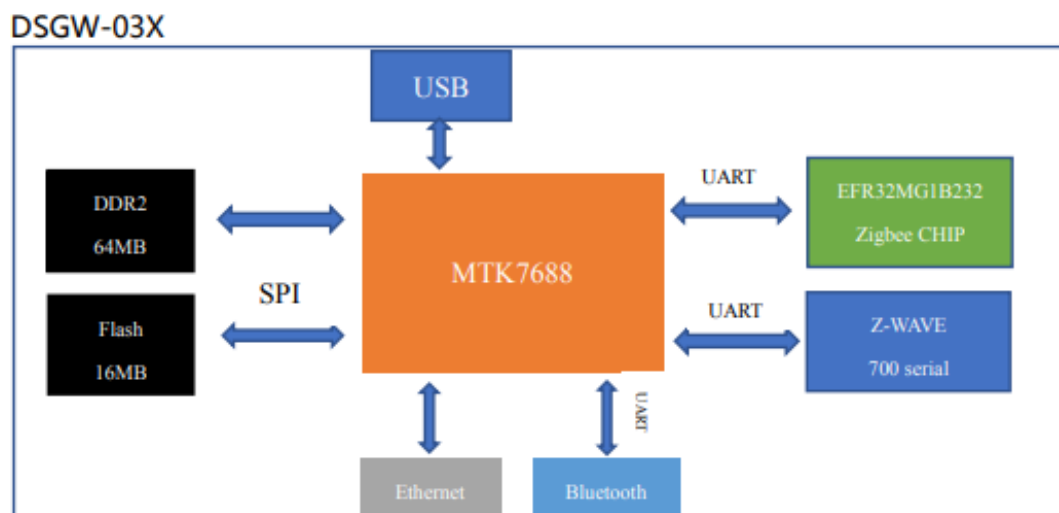 DSGW-03X
USB
DDR2
64MB
UART
EFR32MG1B232
Zigbee CHIP
MTK7688
SPI
Flash
16MB
UART
Z-WAVE
700 serial
UART
Ethernet
Bluetooth